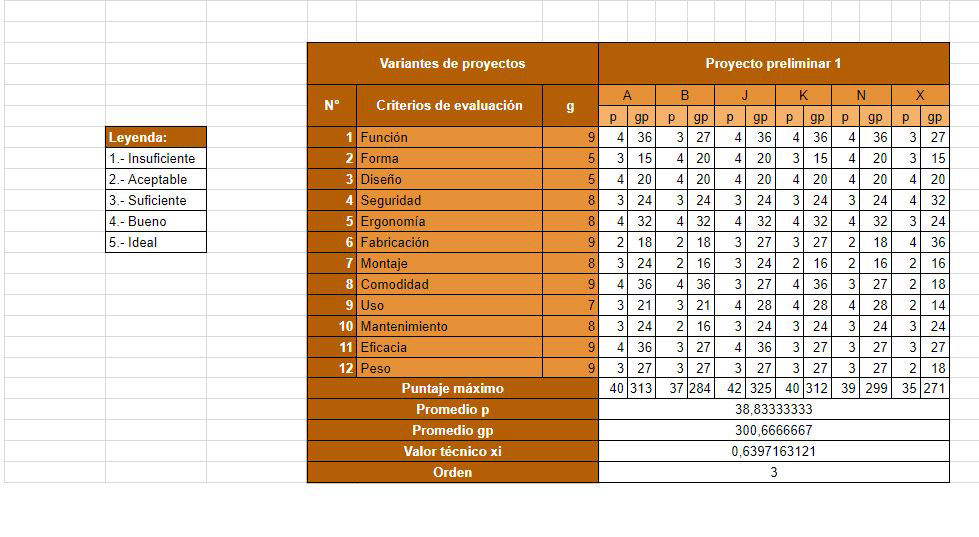 Variantes de proyectos Proyecto preliminar 1
N° Criterios de evaluación g A B J K N X
p gp p gp p gp p gp p gp p gp
Leyenda:
1.- Insuficiente
2.- Aceptable
3.- Suficiente
4.- Bueno
5.- Ideal
1 Función 9 4 36 3 27 4 36 4 36 4 36 3 27
2 Forma 5 3 15 4 20 4 20 3 15 4 20 3 15
3 Diseño 5 4 20 4 20 4 20 4 20 4 20 4 20
4 Seguridad 8 3 24 3 24 3 24 3 24 3 24 4 32
5 Ergonomía 8 4 32 4 32 4 32 4 32 4 32 3 24
6 Fabricación 9 2 18 2 18 3 27 3 27 2 18 4 36
7 Montaje 8 3 24 2 16 3 24 2 16 2 16 2 16
8 Comodidad 9 4 36 4 36 3 27 4 36 3 27 2 18
9 Uso 7 3 21 3 21 4 28 4 28 4 28 2 14
10 Mantenimiento 8 3 24 2 16 3 24 3 24 3 24 3 24
11 Eficacia 9 4 36 3 27 4 36 3 27 3 27 3 27
12 Peso 9 3 27 3 27 3 27 3 27 3 27 2 18
Puntaje máximo 40 313 37 284 42 325 40 312 39 299 35 271
Promedio p 38,83333333
Promedio gp 300,6666667
Valor técnico xi 0,6397163121
Orden 3